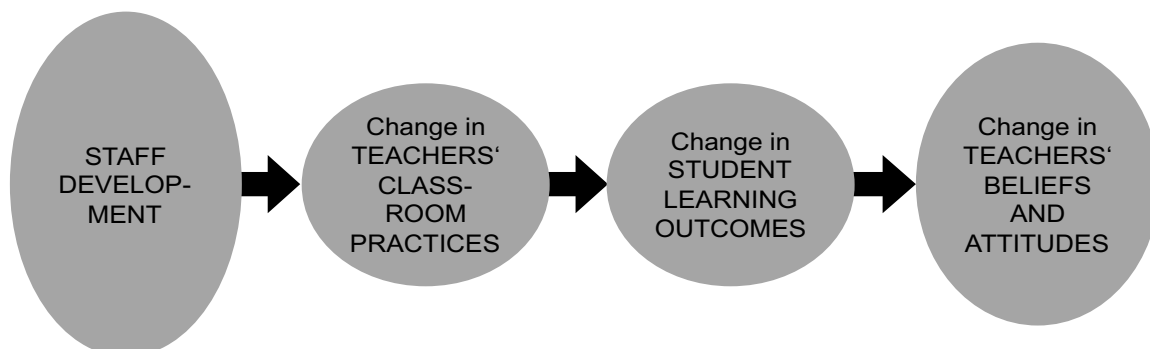 STAFF
DEVELOP-
MENT
Change in
TEACHERS‘
CLASS-
ROOM
PRACTICES
Change in
STUDENT
LEARNING
OUTCOMES
Change in
TEACHERS‘
BELIEFS
AND
ATTITUDES